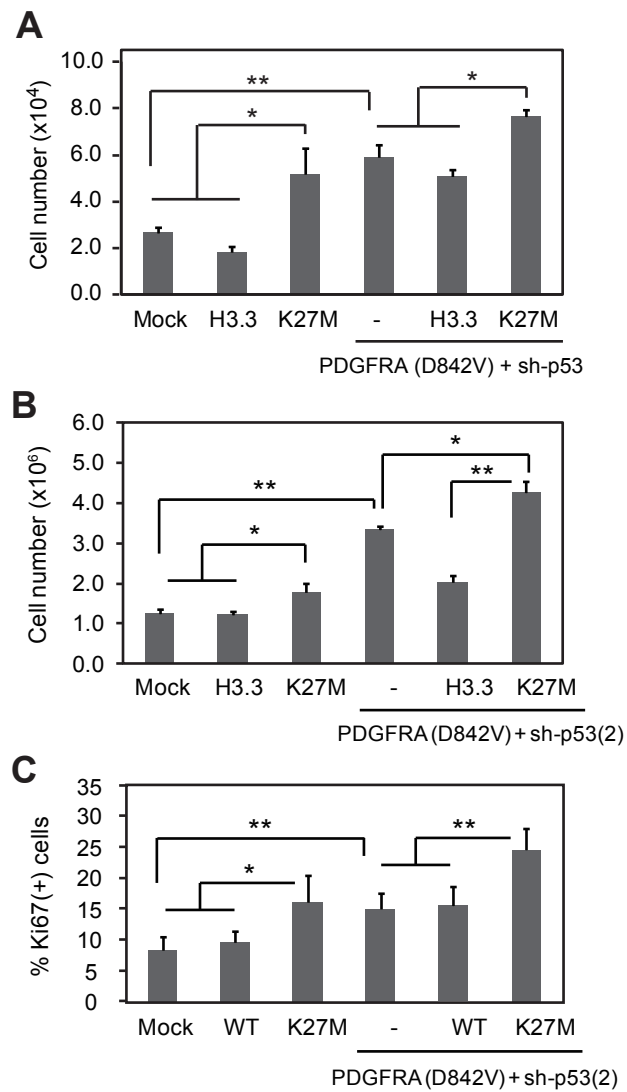 A
Cell number (x10⁴)
10.0
8.0
6.0
4.0
2.0
0.0
**
*
*
Mock H3.3 K27M - H3.3 K27M
PDGFRA (D842V) + sh-p53
B
Cell number (x10⁶)
6.0
5.0
4.0
3.0
2.0
1.0
0.0
**
*
*
**
Mock H3.3 K27M - H3.3 K27M
PDGFRA (D842V) + sh-p53(2)
C
% Ki67(+) cells
35
30
25
20
15
10
5
0
**
*
**
Mock WT K27M - WT K27M
PDGFRA (D842V) + sh-p53(2)